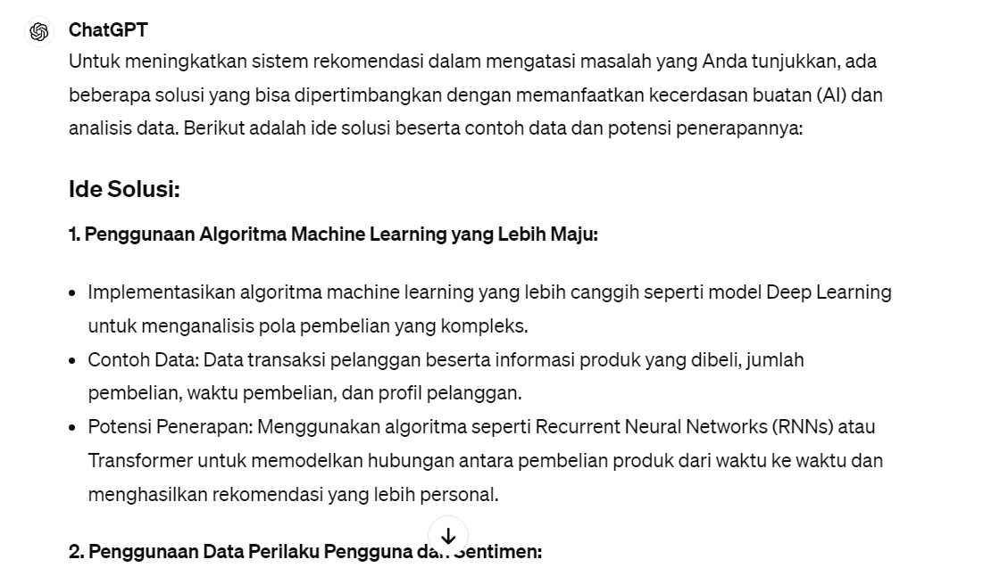 ChatGPT
Untuk meningkatkan sistem rekomendasi dalam mengatasi masalah yang Anda tunjukkan, ada
beberapa solusi yang bisa dipertimbangkan dengan memanfaatkan kecerdasan buatan (AI) dan
analisis data. Berikut adalah ide solusi beserta contoh data dan potensi penerapannya:
Ide Solusi:
1. Penggunaan Algoritma Machine Learning yang Lebih Maju:
• Implementasikan algoritma machine learning yang lebih canggih seperti model Deep Learning
untuk menganalisis pola pembelian yang kompleks.
• Contoh Data: Data transaksi pelanggan beserta informasi produk yang dibeli, jumlah
pembelian, waktu pembelian, dan profil pelanggan.
• Potensi Penerapan: Menggunakan algoritma seperti Recurrent Neural Networks (RNNs) atau
Transformer untuk memodelkan hubungan antara pembelian produk dari waktu ke waktu dan
menghasilkan rekomendasi yang lebih personal.
2. Penggunaan Data Perilaku Pengguna dan Sentimen: